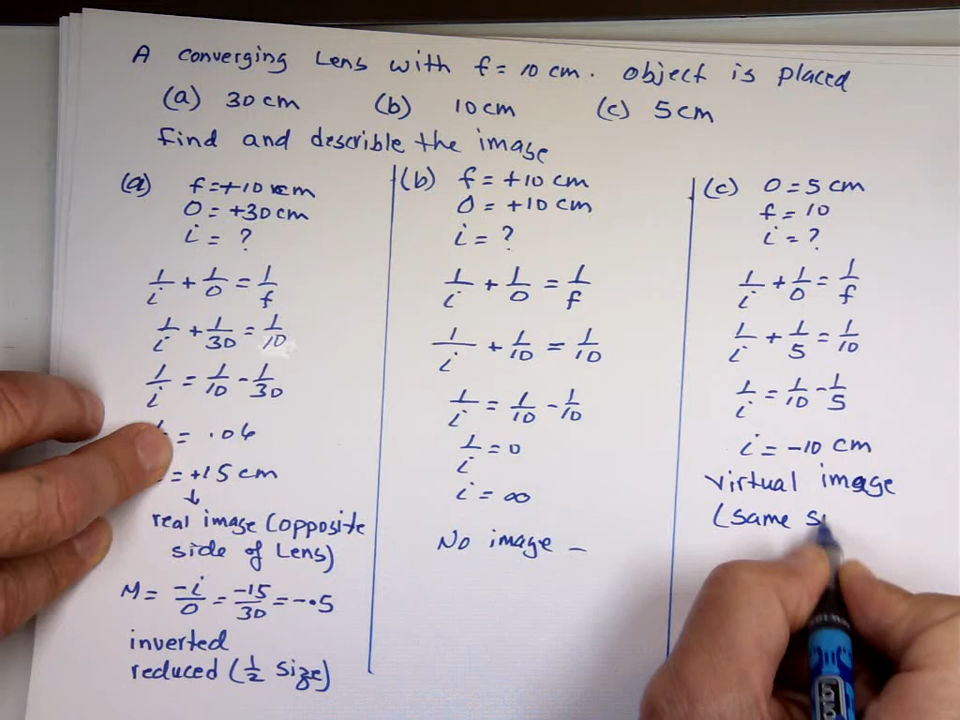 A converging Lens with f = 10 cm. object is placed
(a) 30 cm (b) 10 cm (c) 5 cm
find and describle the image
(a) f = +10 cm
O = +30 cm
i = ?
1/i + 1/O = 1/f
1/i + 1/30 = 1/10
1/i = 1/10 - 1/30
= .06
= +15 cm
↓
real image (opposite
side of Lens)
M = -i/O = -15/30 = -.5
inverted
reduced (1/2 size)
(b) f = +10 cm
O = +10 cm
i = ?
1/i + 1/O = 1/f
1/i + 1/10 = 1/10
1/i = 1/10 - 1/10
1/i = 0
i = ∞
No image -
(c) O = 5 cm
f = 10
i = ?
1/i + 1/O = 1/f
1/i + 1/5 = 1/10
1/i = 1/10 - 1/5
i = -10 cm
virtual image
(same s